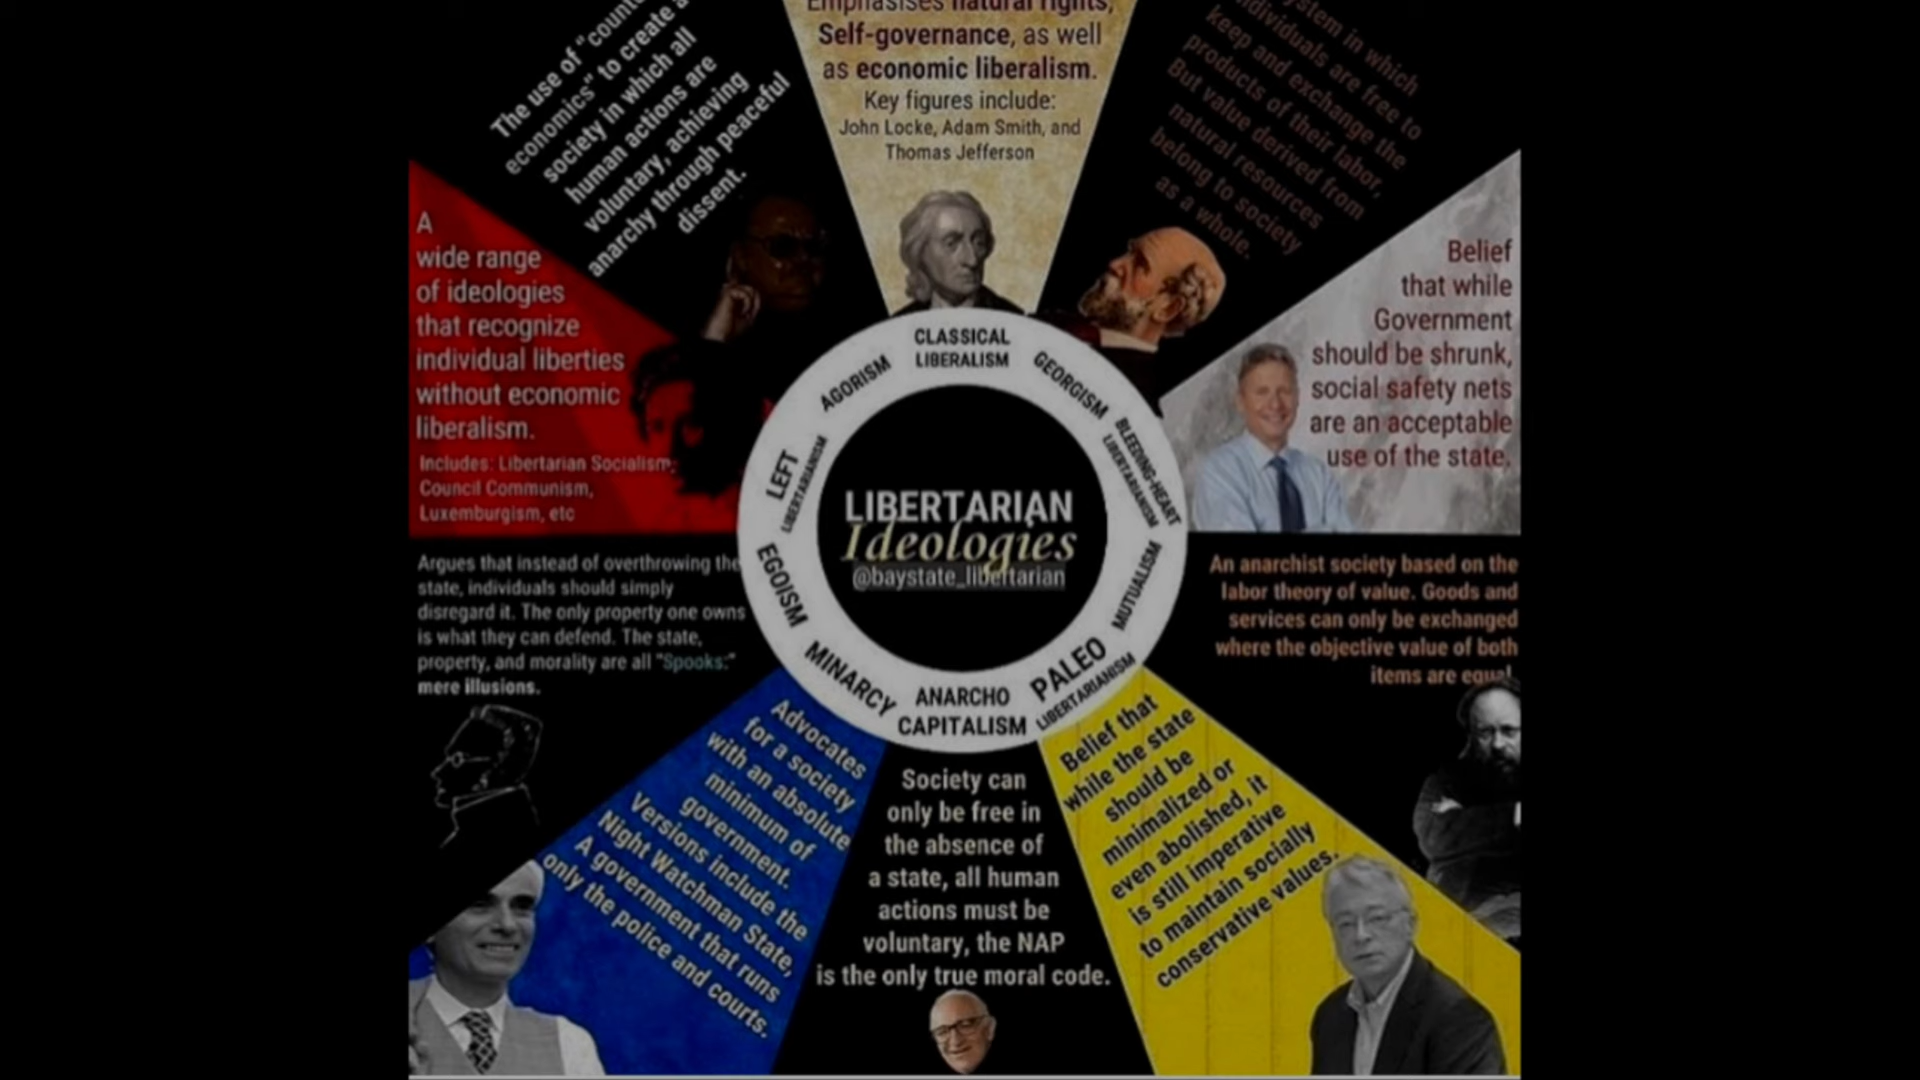 The use of "counter
economics" to create a
society in which all
human actions are
voluntary, achieving
anarchy through peaceful
dissent.
Emphasises natural rights,
Self-governance, as well
as economic liberalism.
Key figures include:
John Locke, Adam Smith, and
Thomas Jefferson
system in which
individuals are free to
keep and exchange the
products of their labor,
But value derived from
natural resources
belong to society
as a whole.
A
wide range
of ideologies
that recognize
individual liberties
without economic
liberalism.
Includes: Libertarian Socialism,
Council Communism,
Luxemburgism, etc
Belief
that while
Government
should be shrunk,
social safety nets
are an acceptable
use of the state.
CLASSICAL
LIBERALISM
GEORGISM
BLEEDING-HEART
LIBERTARIANISM
MUTUALISM
PALEO
LIBERTARIANISM
ANARCHO
CAPITALISM
MINARCY
EGOISM
LEFT
LIBERTARIANISM
AGORISM
LIBERTARIAN
Ideologies
@baystate_libertarian
Argues that instead of overthrowing the
state, individuals should simply
disregard it. The only property one owns
is what they can defend. The state,
property, and morality are all "Spooks:"
mere illusions.
An anarchist society based on the
labor theory of value. Goods and
services can only be exchanged
where the objective value of both
items are equal.
Advocates
for a society
with an absolute
minimum of
government.
Versions include the
Night Watchman State,
A government that runs
only the police and courts.
Society can
only be free in
the absence of
a state, all human
actions must be
voluntary, the NAP
is the only true moral code.
Belief that
while the state
should be
minimalized or
even abolished, it
is still imperative
to maintain socially
conservative values.